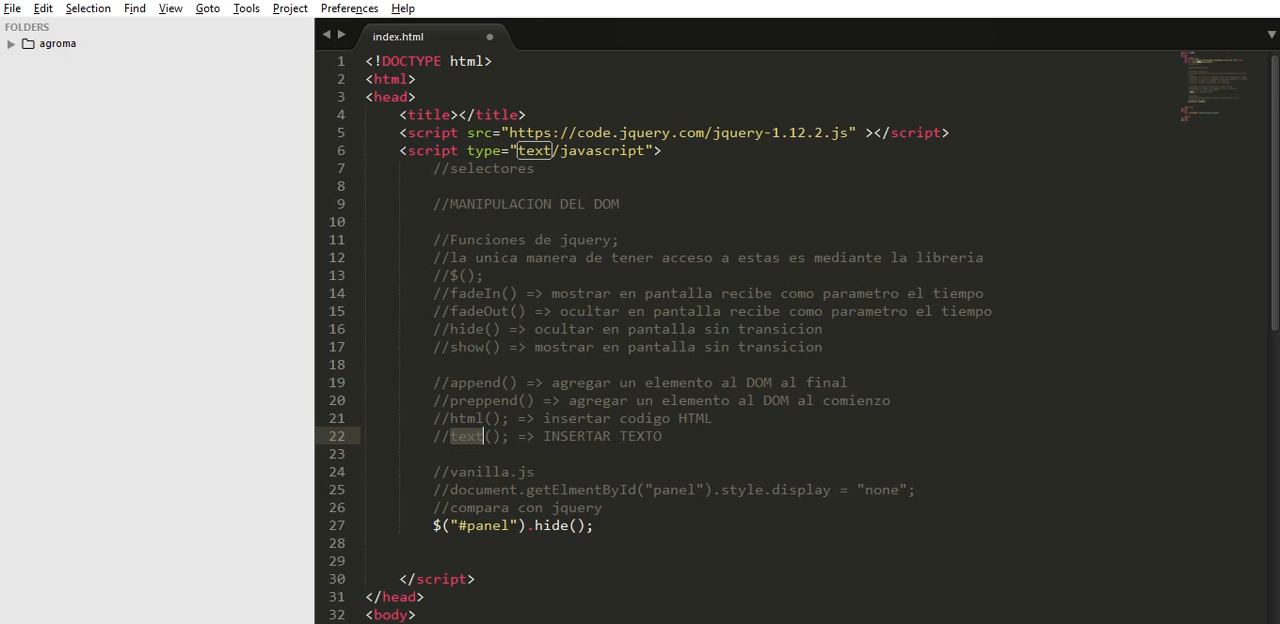 File Edit Selection Find View Goto Tools Project Preferences Help
FOLDERS
agroma
index.html
1 <!DOCTYPE html>
2 <html>
3 <head>
4 <title></title>
5 <script src="https://code.jquery.com/jquery-1.12.2.js" ></script>
6 <script type="text/javascript">
7 //selectores
8
9 //MANIPULACION DEL DOM
10
11 //Funciones de jquery;
12 //la unica manera de tener acceso a estas es mediante la libreria
13 //$();
14 //fadeIn() => mostrar en pantalla recibe como parametro el tiempo
15 //fadeOut() => ocultar en pantalla recibe como parametro el tiempo
16 //hide() => ocultar en pantalla sin transicion
17 //show() => mostrar en pantalla sin transicion
18
19 //append() => agregar un elemento al DOM al final
20 //preppend() => agregar un elemento al DOM al comienzo
21 //html(); => insertar codigo HTML
22 //text(); => INSERTAR TEXTO
23
24 //vanilla.js
25 //document.getElmentById("panel").style.display = "none";
26 //compara con jquery
27 $("#panel").hide();
28
29
30 </script>
31 </head>
32 <body>